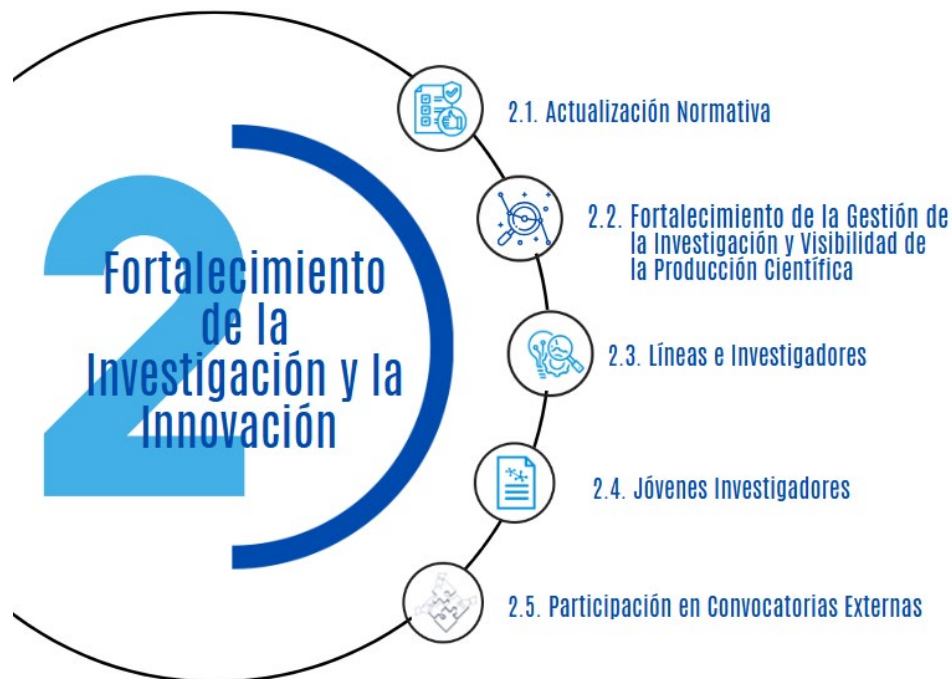 2
Fortalecimiento
de la
Investigación y la
Innovación
2.1. Actualización Normativa
2.2. Fortalecimiento de la Gestión de
la Investigación y Visibilidad de
la Producción Científica
2.3. Líneas e Investigadores
2.4. Jóvenes Investigadores
2.5. Participación en Convocatorias Externas